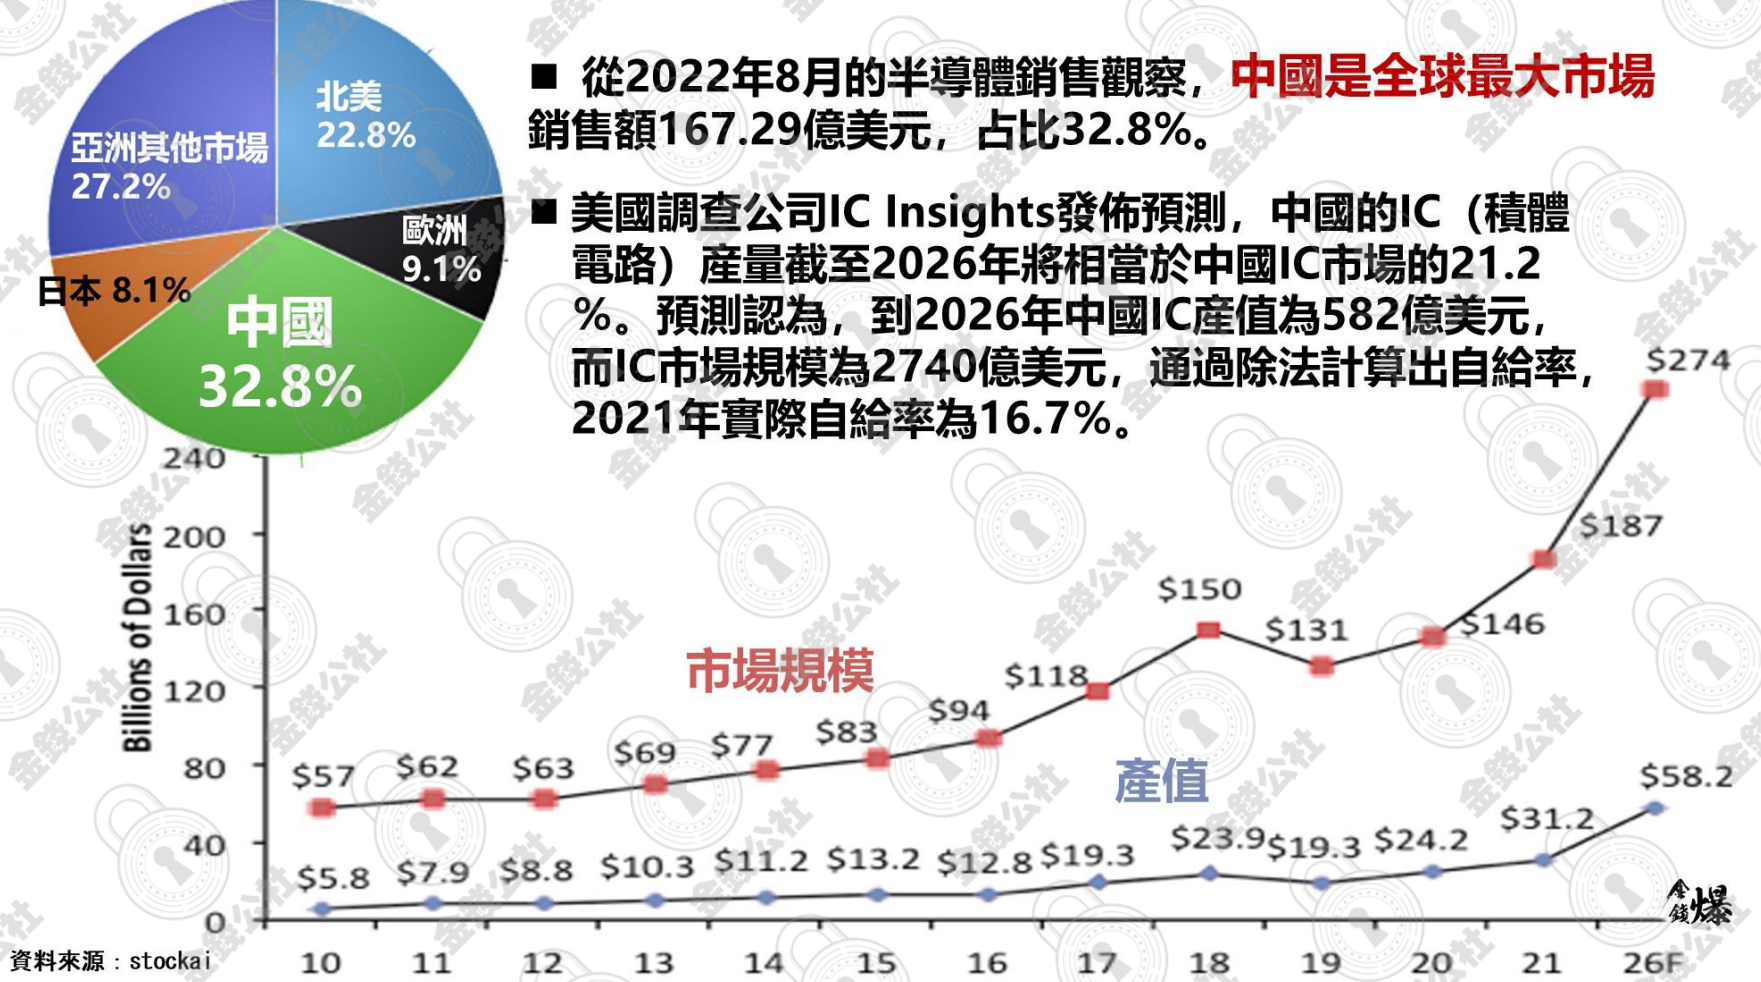 北美
22.8%
亞洲其他市場
27.2%
歐洲
9.1%
日本 8.1%
中國
32.8%
■ 從2022年8月的半導體銷售觀察，中國是全球最大市場
銷售額167.29億美元，占比32.8%。
■ 美國調查公司IC Insights發佈預測，中國的IC（積體
電路）産量截至2026年將相當於中國IC市場的21.2
%。預測認為，到2026年中國IC産值為582億美元，
而IC市場規模為2740億美元，通過除法計算出自給率，
2021年實際自給率為16.7%。
Billions of Dollars
240
200
160
120
80
40
0
市場規模
$57
$62
$63
$69
$77
$83
$94
$118
$150
$131
$146
$187
$274
產值
$5.8
$7.9
$8.8
$10.3
$11.2
$13.2
$12.8
$19.3
$23.9
$19.3
$24.2
$31.2
$58.2
10 11 12 13 14 15 16 17 18 19 20 21 26F
資料來源：stockai
金錢爆
金錢公社